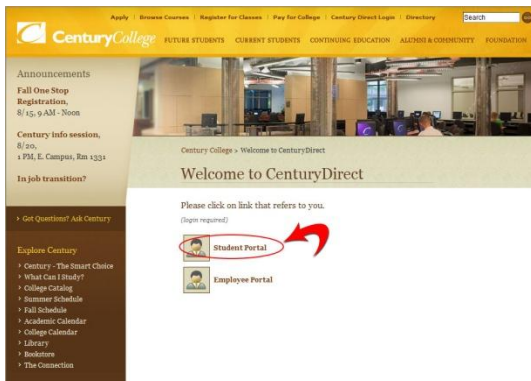 Apply | Browse Courses | Register for Classes | Pay for College | Century Direct Login | Directory
Search
CenturyCollege
FUTURE STUDENTS CURRENT STUDENTS CONTINUING EDUCATION ALUMNI & COMMUNITY FOUNDATION
Announcements
Fall One Stop
Registration,
8/15, 9 AM - Noon
Century info session,
8/20,
1 PM, E. Campus, Rm 1331
In job transition?
> Got Questions? Ask Century
Explore Century
> Century - The Smart Choice
> What Can I Study?
> College Catalog
> Summer Schedule
> Fall Schedule
> Academic Calendar
> College Calendar
> Library
> Bookstore
> The Connection
Century College > Welcome to CenturyDirect
Welcome to CenturyDirect
Please click on link that refers to you.
(login required)
Student Portal
Employee Portal